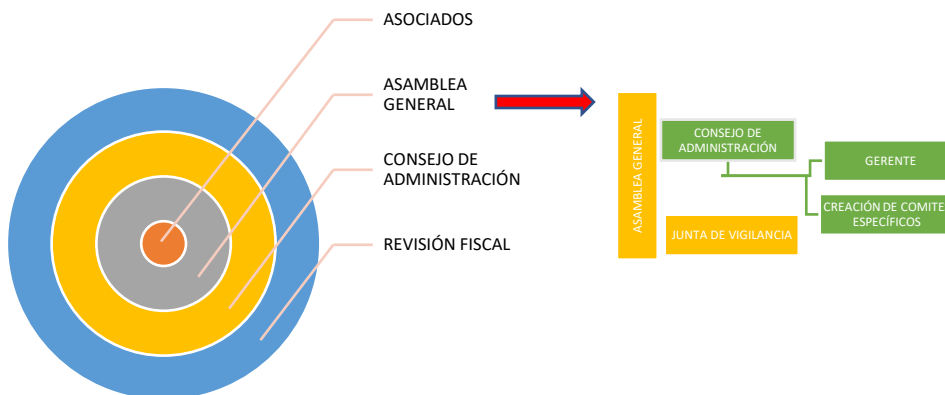 ASOCIADOS
ASAMBLEA
GENERAL
CONSEJO DE
ADMINISTRACIÓN
REVISIÓN FISCAL
ASAMBLEA GENERAL
CONSEJO DE
ADMINISTRACIÓN
GERENTE
CREACIÓN DE COMITE
ESPECÍFICOS
JUNTA DE VIGILANCIA